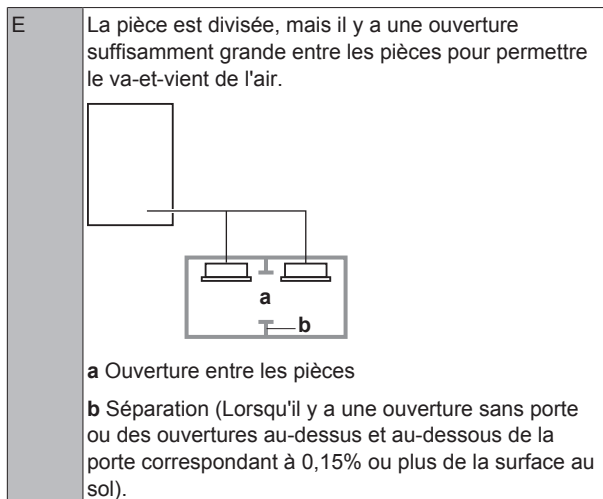 E
La pièce est divisée, mais il y a une ouverture
suffisamment grande entre les pièces pour permettre
le va-et-vient de l'air.
a
b
a Ouverture entre les pièces
b Séparation (Lorsqu'il y a une ouverture sans porte
ou des ouvertures au-dessus et au-dessous de la
porte correspondant à 0,15% ou plus de la surface au
sol).